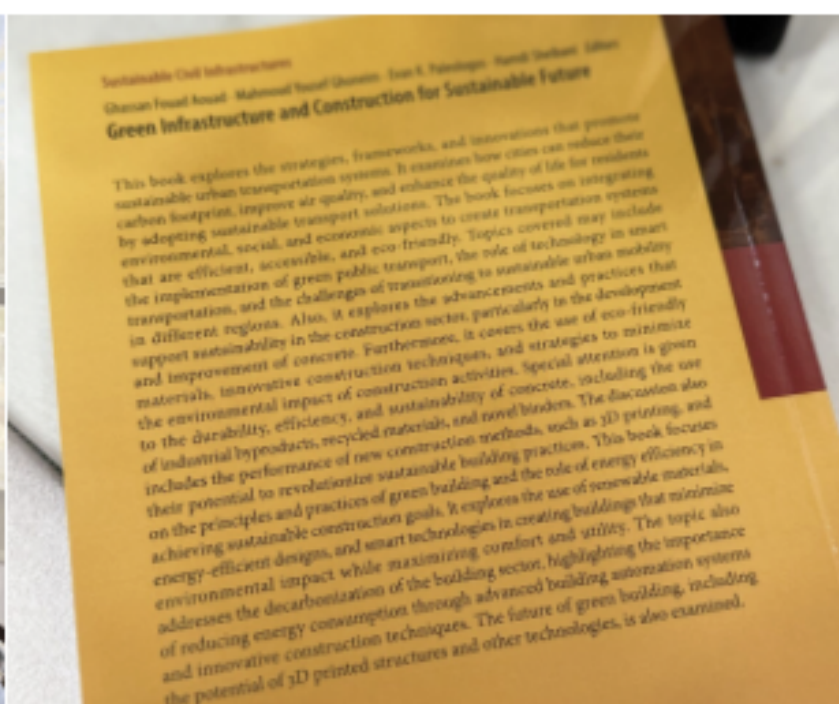 Sustainable Civil Infrastructures
Ghassan Fouad Aouad · Mahmoud Yousef Ghoneim · Evan K. Paleologos · Editors
Green Infrastructure and Construction for Sustainable Future
This book explores the strategies, frameworks, and innovations that promote
sustainable urban transportation systems. It examines how cities can reduce their
carbon footprint, improve air quality, and enhance the quality of life for residents
by adopting sustainable transport solutions. The book focuses on integrating
environmental, social, and economic aspects to create transportation systems
that are efficient, accessible, and eco-friendly. Topics covered may include
the implementation of green public transport, the role of technology in smart
transportation, and the challenges of transitioning to sustainable urban mobility
in different regions. Also, it explores the advancements and practices that
support sustainability in the construction sector, particularly in the development
and improvement of concrete. Furthermore, it covers the use of eco-friendly
materials, innovative construction techniques, and strategies to minimize
the environmental impact of construction activities. Special attention is given
to the durability, efficiency, and sustainability of concrete, including the use
of industrial byproducts, recycled materials, and novel binders. The discussion also
includes the performance of new construction methods, such as 3D printing, and
their potential to revolutionize sustainable building practices. This book focuses
on the principles and practices of green building and the role of energy efficiency in
achieving sustainable construction goals. It explores the use of renewable materials,
energy-efficient designs, and smart technologies in creating buildings that minimize
environmental impact while maximizing comfort and utility. The topic also
addresses the decarbonization of the building sector, highlighting the importance
of reducing energy consumption through advanced building automation systems
and innovative construction techniques. The future of green building, including
the potential of 3D printed structures and other technologies, is also examined.